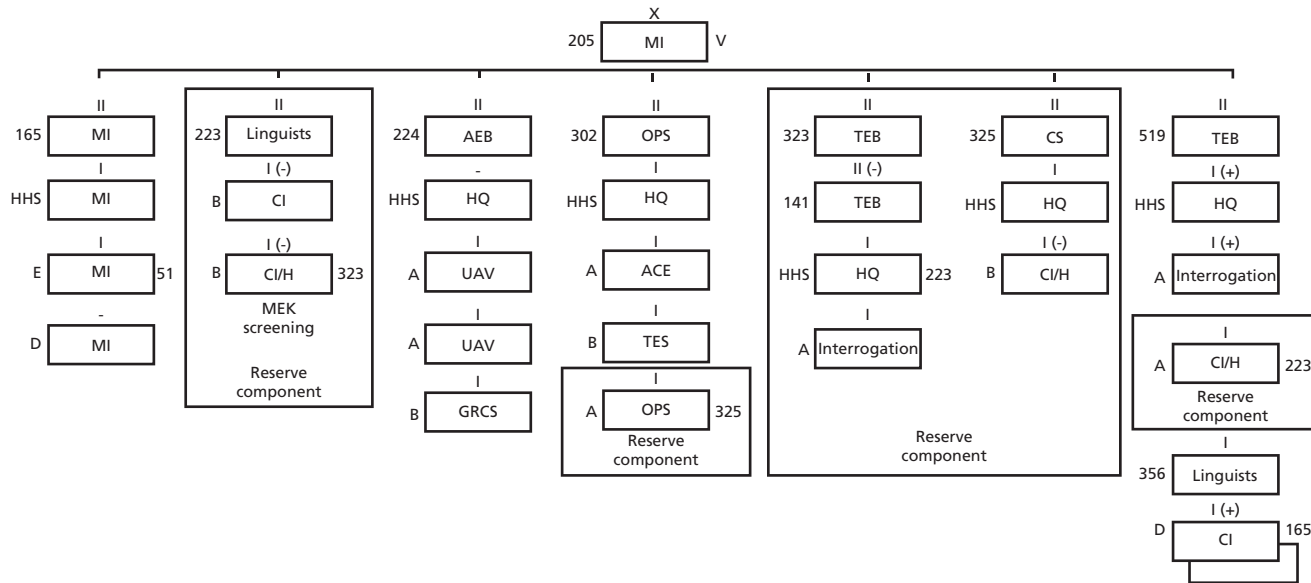 X
205 MI V
II II II II II II II
165 MI 223 Linguists 224 AEB 302 OPS 323 TEB 325 CS 519 TEB
I I (-) - I II (-) I I (+)
HHS MI B CI HHS HQ HHS HQ 141 TEB HHS HQ HHS HQ
I I (-) I I I I (-) I (+)
E MI 51 B CI/H 323 A UAV A ACE HHS HQ 223 B CI/H A Interrogation
MEK
screening
- I I I I
D MI A UAV B TES A Interrogation A CI/H 223
Reserve
component
Reserve
component
I I
B GRCS A OPS 325
Reserve
component
Reserve
component
I
356 Linguists
I (+)
D CI 165